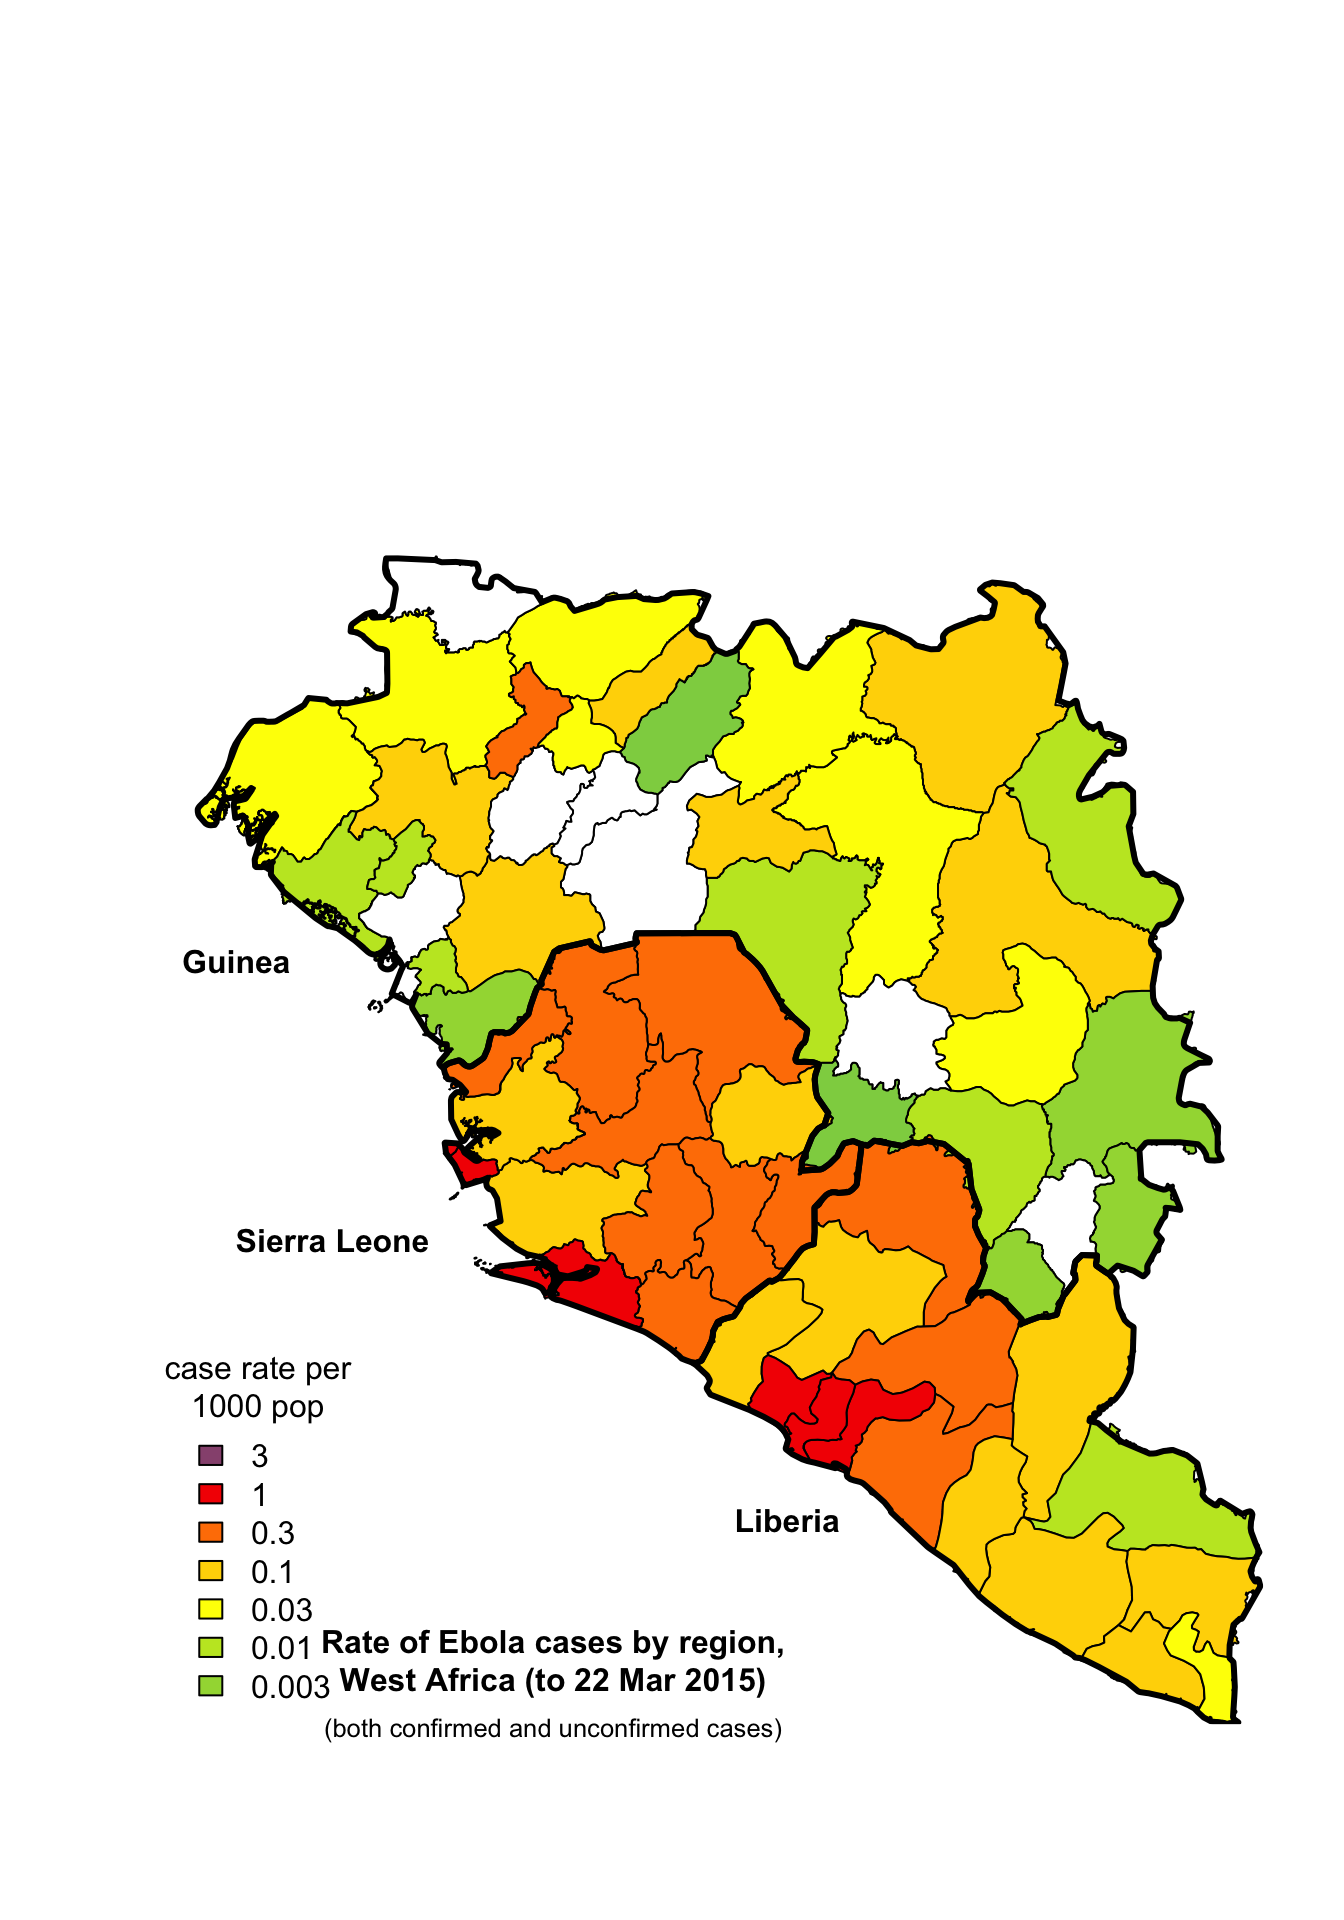 Guinea
Sierra Leone
Liberia
case rate per
1000 pop
3
1
0.3
0.1
0.03
0.01
0.003
Rate of Ebola cases by region,
West Africa (to 22 Mar 2015)
(both confirmed and unconfirmed cases)